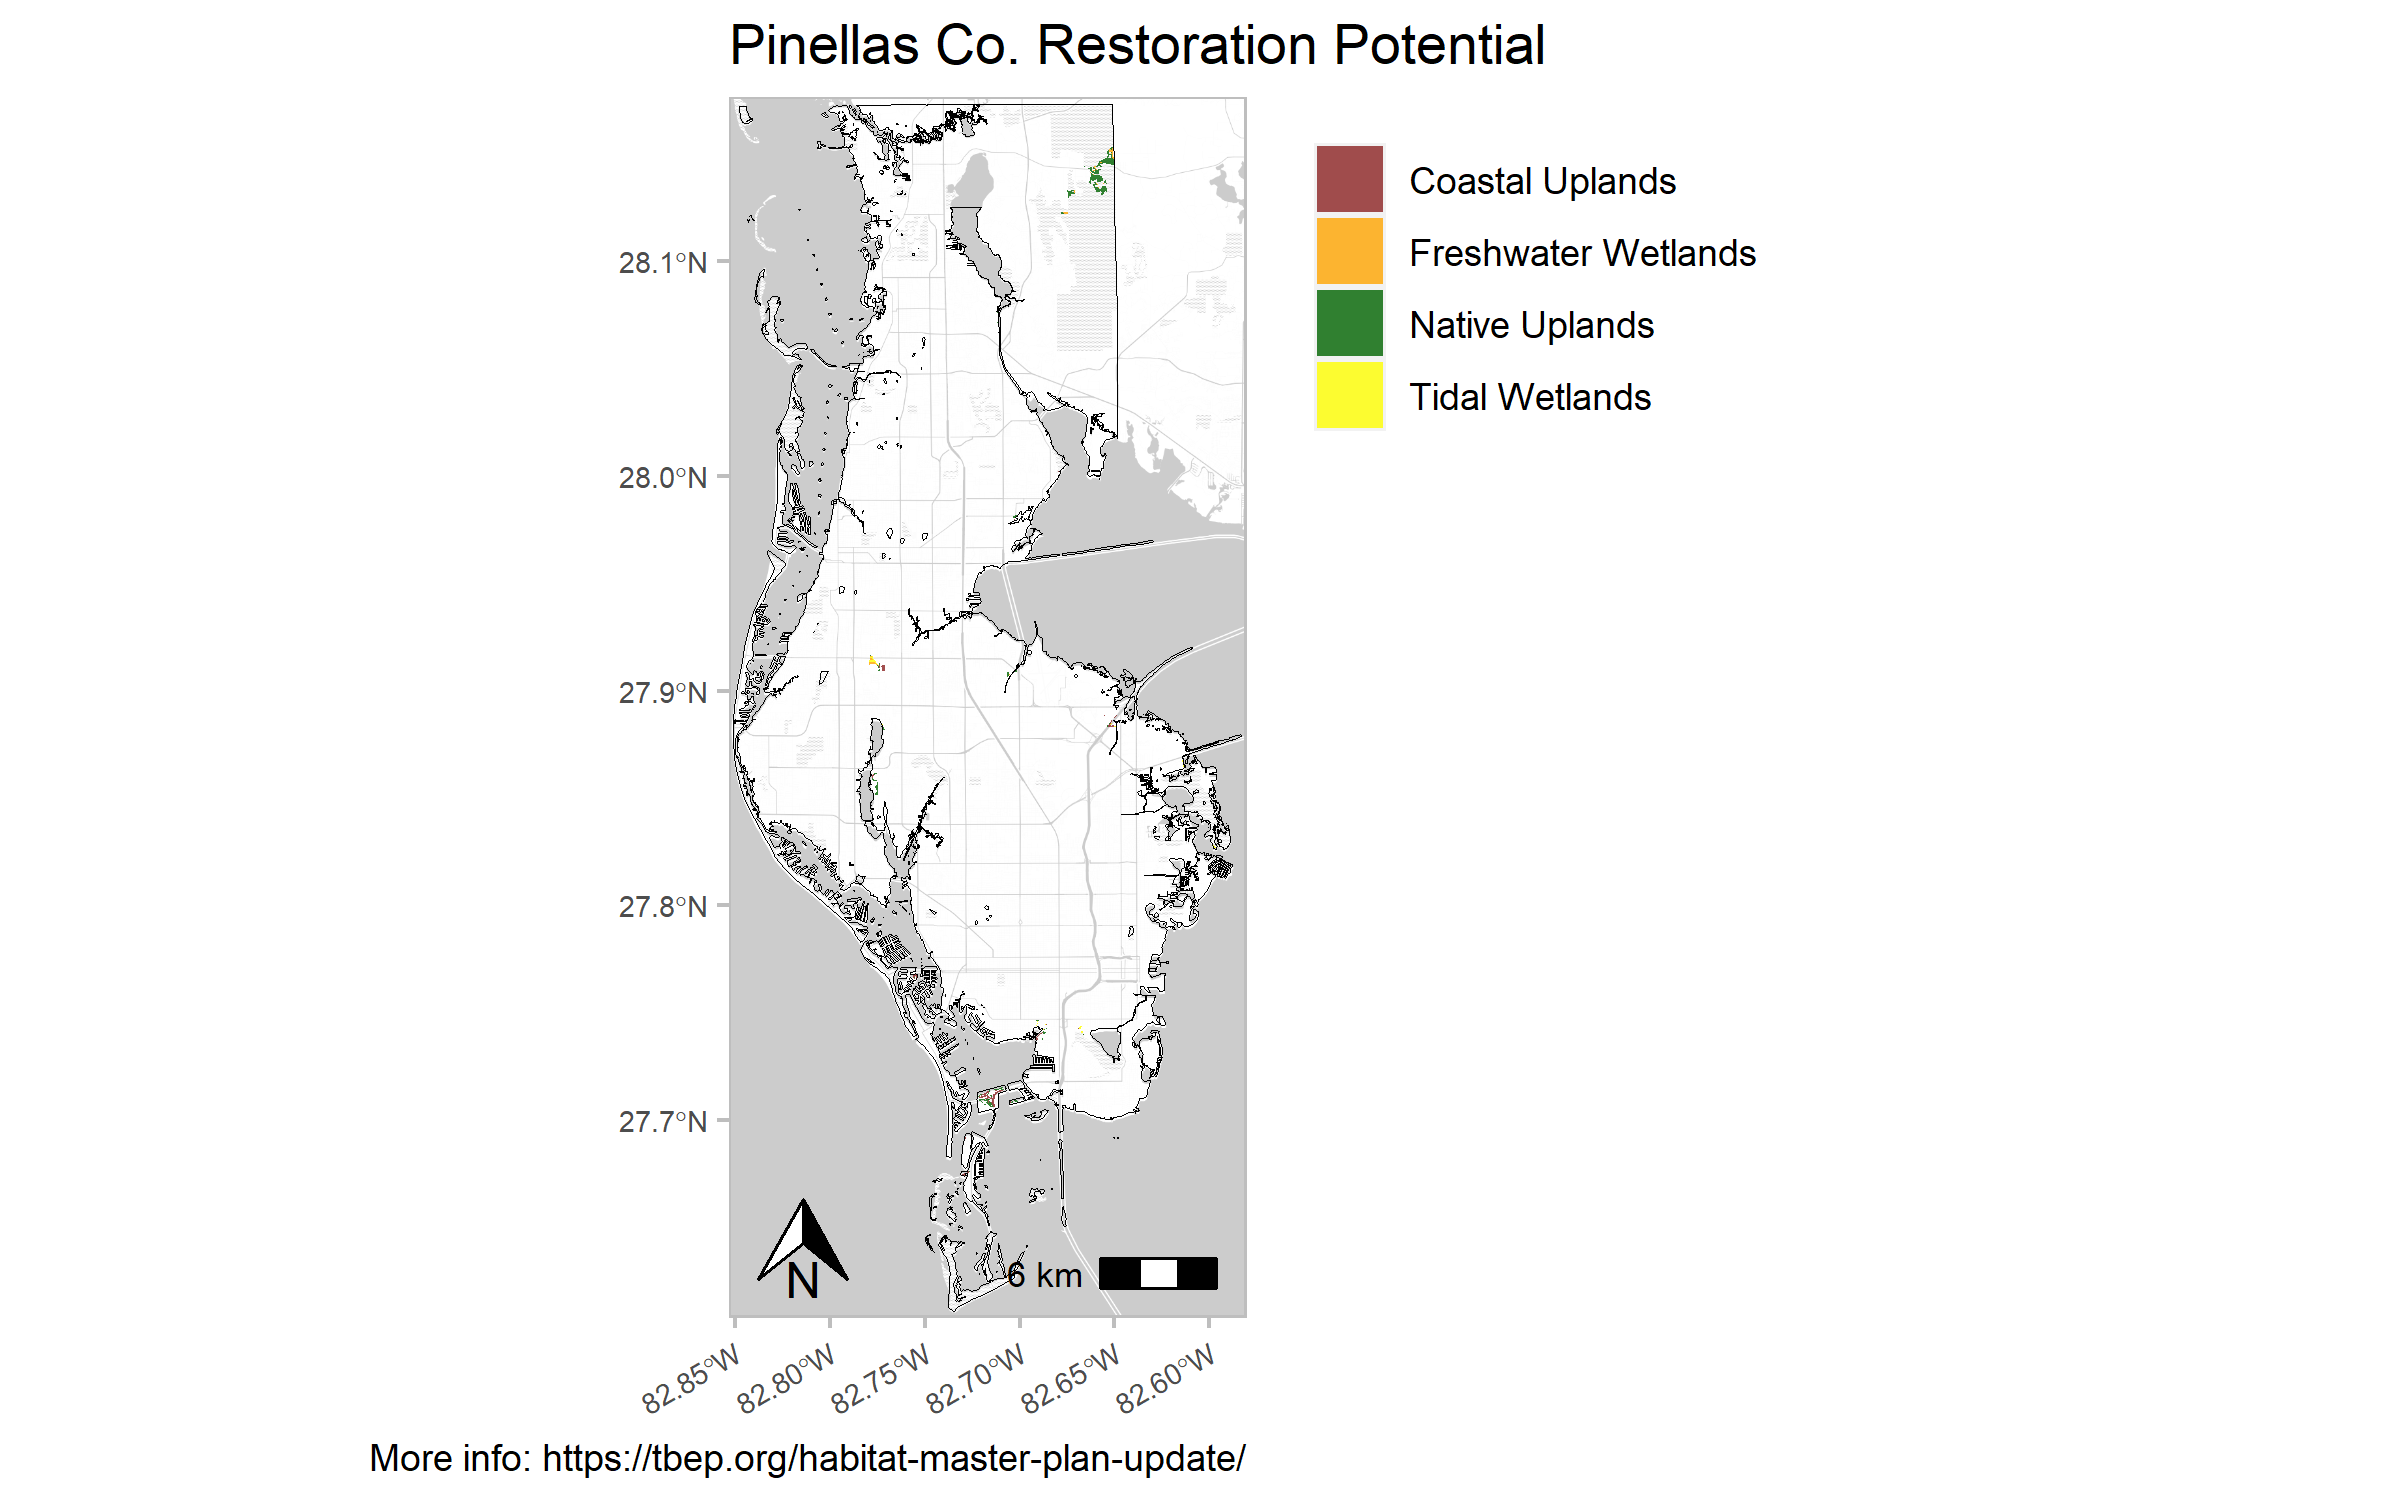 Pinellas Co. Restoration Potential
Coastal Uplands
Freshwater Wetlands
Native Uplands
Tidal Wetlands
28.1°N
28.0°N
27.9°N
27.8°N
27.7°N
N
6 km
82.85°W
82.80°W
82.75°W
82.70°W
82.65°W
82.60°W
More info: https://tbep.org/habitat-master-plan-update/